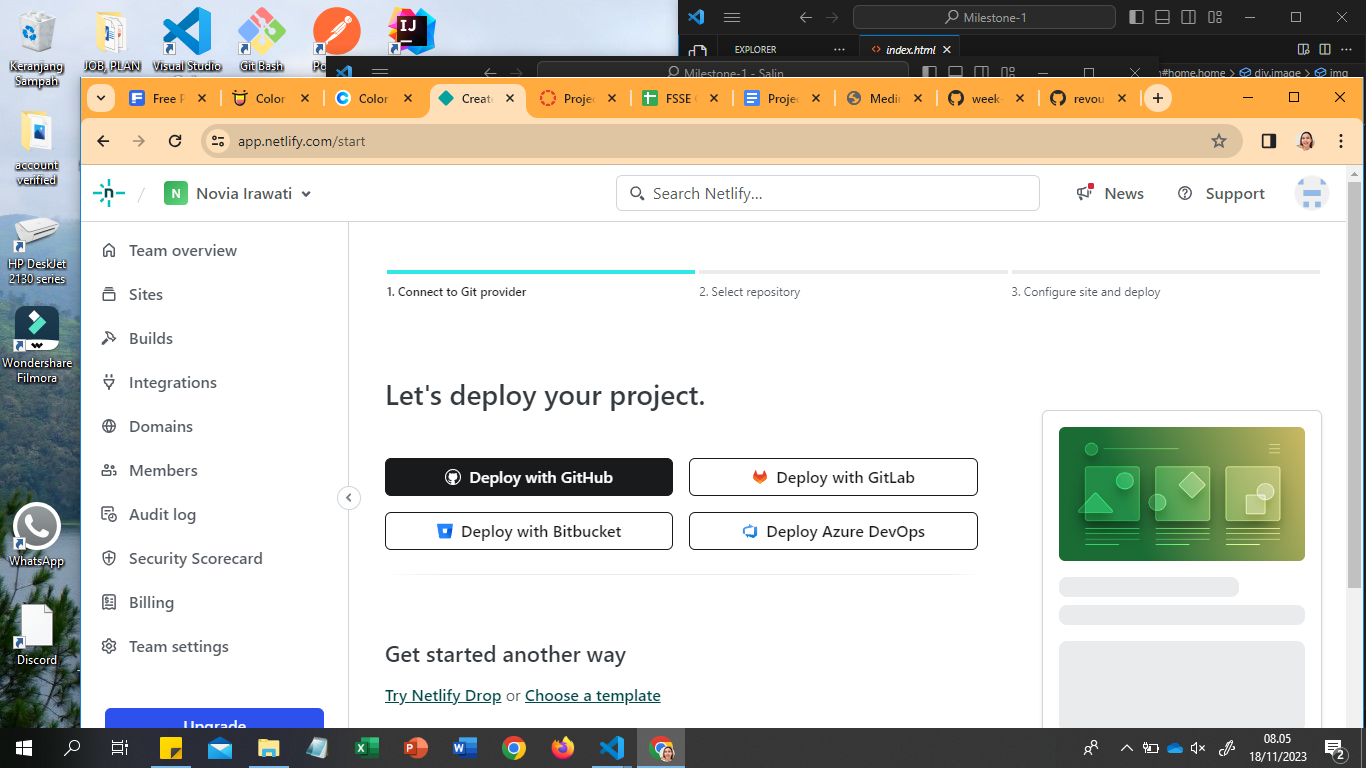 Keranjang
Sampah
JOB, PLAN
Visual Studio
Git Bash
Milestone-1
EXPLORER
index.html
Milestone-1 - Salin
#home.home > div.image > img
Free
Color
Color
Create
Projec
FSSE
Projec
week-
revou
app.netlify.com/start
account
verified
HP DeskJet
2130 series
Wondershare
Filmora
WhatsApp
Discord
N Novia Irawati
Search Netlify...
News
Support
Team overview
Sites
Builds
Integrations
Domains
Members
Audit log
Security Scorecard
Billing
Team settings
Upgrade
1. Connect to Git provider
2. Select repository
3. Configure site and deploy
Let's deploy your project.
Deploy with GitHub
Deploy with GitLab
Deploy with Bitbucket
Deploy Azure DevOps
Get started another way
Try Netlify Drop or Choose a template
08.05
18/11/2023
2